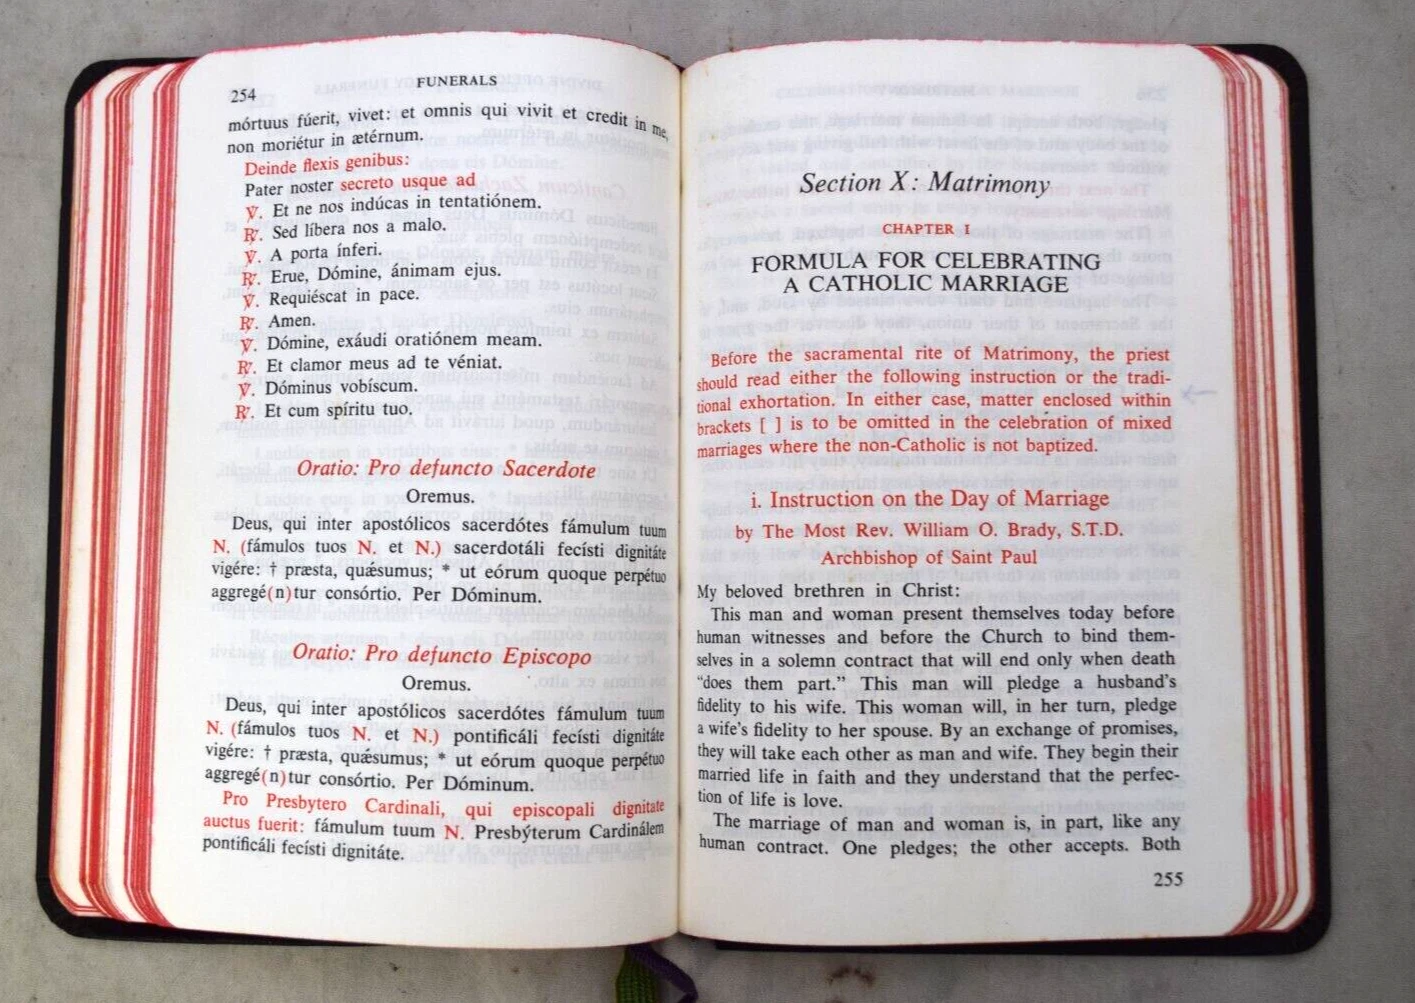 254
FUNERALS
mórtuus fúerit, vivet: et omnis qui vivit et credit in me,
non moriétur in ætérnum.
Deinde flexis genibus:
Pater noster secreto usque ad
℣. Et ne nos indúcas in tentatiónem.
℟. Sed líbera nos a malo.
℣. A porta ínferi.
℟. Erue, Dómine, ánimam ejus.
℣. Requiéscat in pace.
℟. Amen.
℣. Dómine, exáudi oratiónem meam.
℟. Et clamor meus ad te véniat.
℣. Dóminus vobíscum.
℟. Et cum spíritu tuo.
Oratio: Pro defuncto Sacerdote
Oremus.
Deus, qui inter apostólicos sacerdótes fámulum tuum
N. (fámulos tuos N. et N.) sacerdotáli fecísti dignitáte
vigére: † præsta, quǽsumus; * ut eórum quoque perpétuo
aggregé(n)tur consórtio. Per Dóminum.
Oratio: Pro defuncto Episcopo
Oremus.
Deus, qui inter apostólicos sacerdótes fámulum tuum
N. (fámulos tuos N. et N.) pontificáli fecísti dignitáte
vigére: † præsta, quǽsumus; * ut eórum quoque perpétuo
aggregé(n)tur consórtio. Per Dóminum.
Pro Presbytero Cardinali, qui episcopali dignitate
auctus fuerit: fámulum tuum N. Presbýterum Cardinálem
pontificáli fecísti dignitáte.
Section X: Matrimony
CHAPTER I
FORMULA FOR CELEBRATING
A CATHOLIC MARRIAGE
Before the sacramental rite of Matrimony, the priest
should read either the following instruction or the tradi-
tional exhortation. In either case, matter enclosed within
brackets [ ] is to be omitted in the celebration of mixed
marriages where the non-Catholic is not baptized.
i. Instruction on the Day of Marriage
by The Most Rev. William O. Brady, S.T.D.
Archbishop of Saint Paul
My beloved brethren in Christ:
This man and woman present themselves today before
human witnesses and before the Church to bind them-
selves in a solemn contract that will end only when death
“does them part.” This man will pledge a husband’s
fidelity to his wife. This woman will, in her turn, pledge
a wife’s fidelity to her spouse. By an exchange of promises,
they will take each other as man and wife. They begin their
married life in faith and they understand that the perfec-
tion of life is love.
The marriage of man and woman is, in part, like any
human contract. One pledges; the other accepts. Both
255